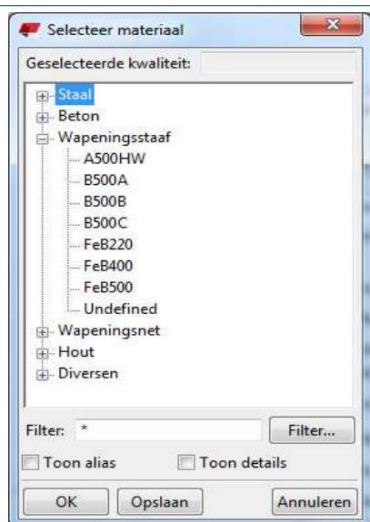 Selecteer materiaal
Geselecteerde kwaliteit:
Staal
Beton
Wapeningsstaaf
A500HW
B500A
B500B
B500C
FeB220
FeB400
FeB500
Undefined
Wapeningsnet
Hout
Diversen
Filter: * Filter...
Toon alias Toon details
OK Opslaan Annuleren